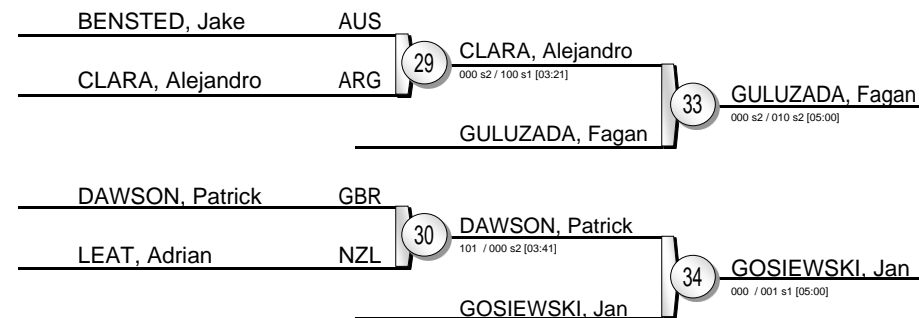 BENSTED, Jake AUS
CLARA, Alejandro ARG
29
CLARA, Alejandro
000 s2 / 100 s1 [03:21]
GULUZADA, Fagan
33
GULUZADA, Fagan
000 s2 / 010 s2 [05:00]
DAWSON, Patrick GBR
LEAT, Adrian NZL
30
DAWSON, Patrick
101 / 000 s2 [03:41]
GOSIEWSKI, Jan
34
GOSIEWSKI, Jan
000 / 001 s1 [05:00]